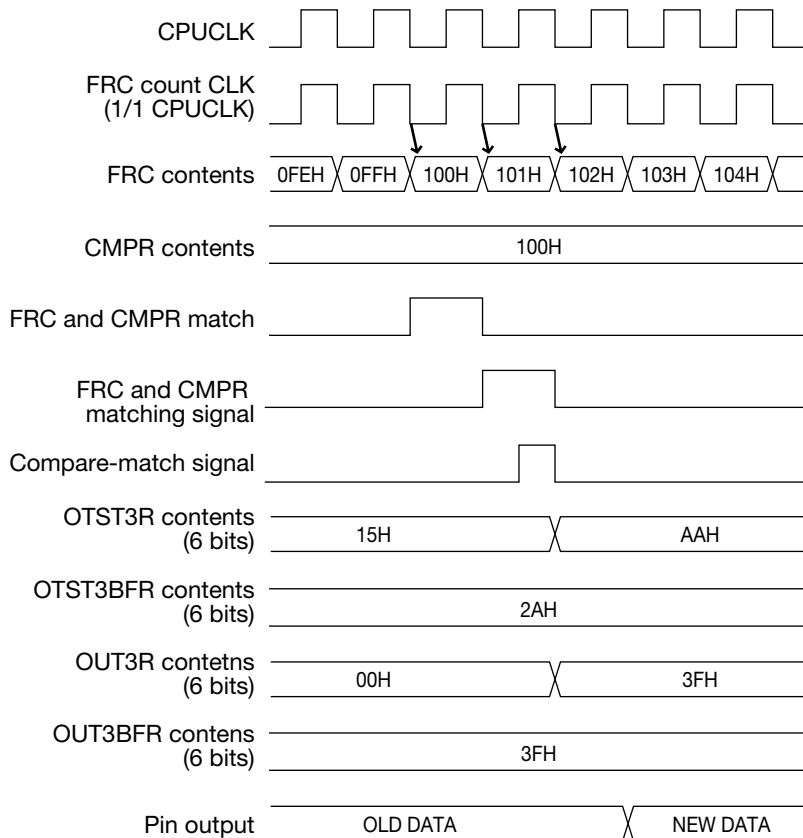 CPUCLK
FRC count CLK
(1/1 CPUCLK)
FRC contents 0FEH 0FFH 100H 101H 102H 103H 104H
CMPR contents 100H
FRC and CMPR match
FRC and CMPR
matching signal
Compare-match signal
OTST3R contents
(6 bits) 15H AAH
OTST3BFR contents
(6 bits) 2AH
OUT3R contetns
(6 bits) 00H 3FH
OUT3BFR contens
(6 bits) 3FH
Pin output OLD DATA NEW DATA